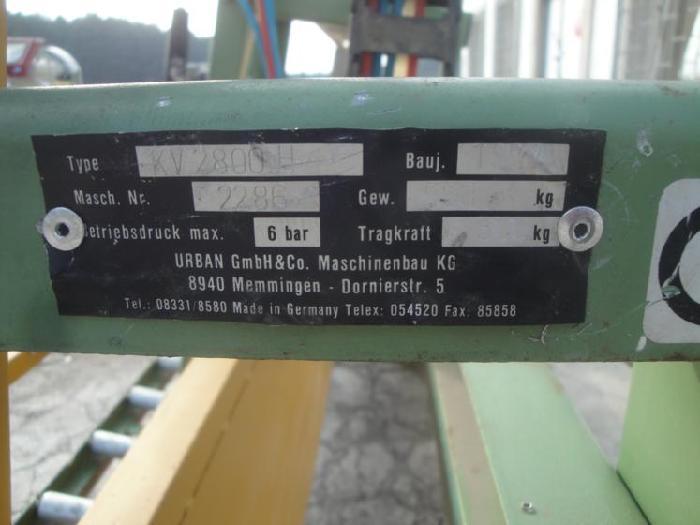 Type KV 2800 H Bauj.
Masch. Nr. 2286 Gew. kg
Betriebsdruck max. 6 bar Tragkraft kg
URBAN GmbH&Co. Maschinenbau KG
8940 Memmingen - Dornierstr. 5
Tel.: 08331/8580 Made in Germany Telex: 054520 Fax: 85858